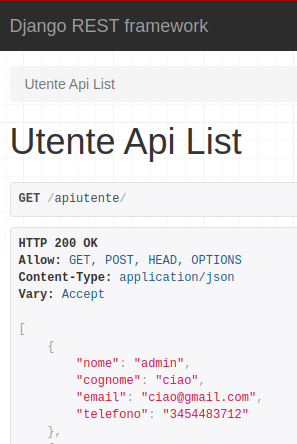 Django REST framework
Utente Api List
Utente Api List
GET /apiutente/
HTTP 200 OK
Allow: GET, POST, HEAD, OPTIONS
Content-Type: application/json
Vary: Accept
[
    {
        "nome": "admin",
        "cognome": "ciao",
        "email": "ciao@gmail.com",
        "telefono": "3454483712"
    },